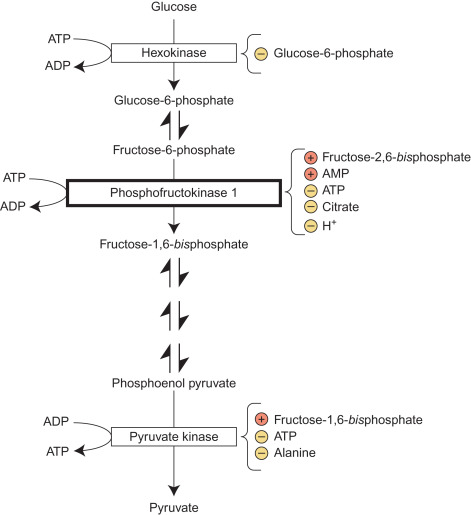 Glucose
ATP
Hexokinase
ADP
− Glucose-6-phosphate
Glucose-6-phosphate
Fructose-6-phosphate
ATP
Phosphofructokinase 1
ADP
+ Fructose-2,6-bisphosphate
+ AMP
− ATP
− Citrate
− H⁺
Fructose-1,6-bisphosphate
Phosphoenol pyruvate
ADP
Pyruvate kinase
ATP
+ Fructose-1,6-bisphosphate
− ATP
− Alanine
Pyruvate